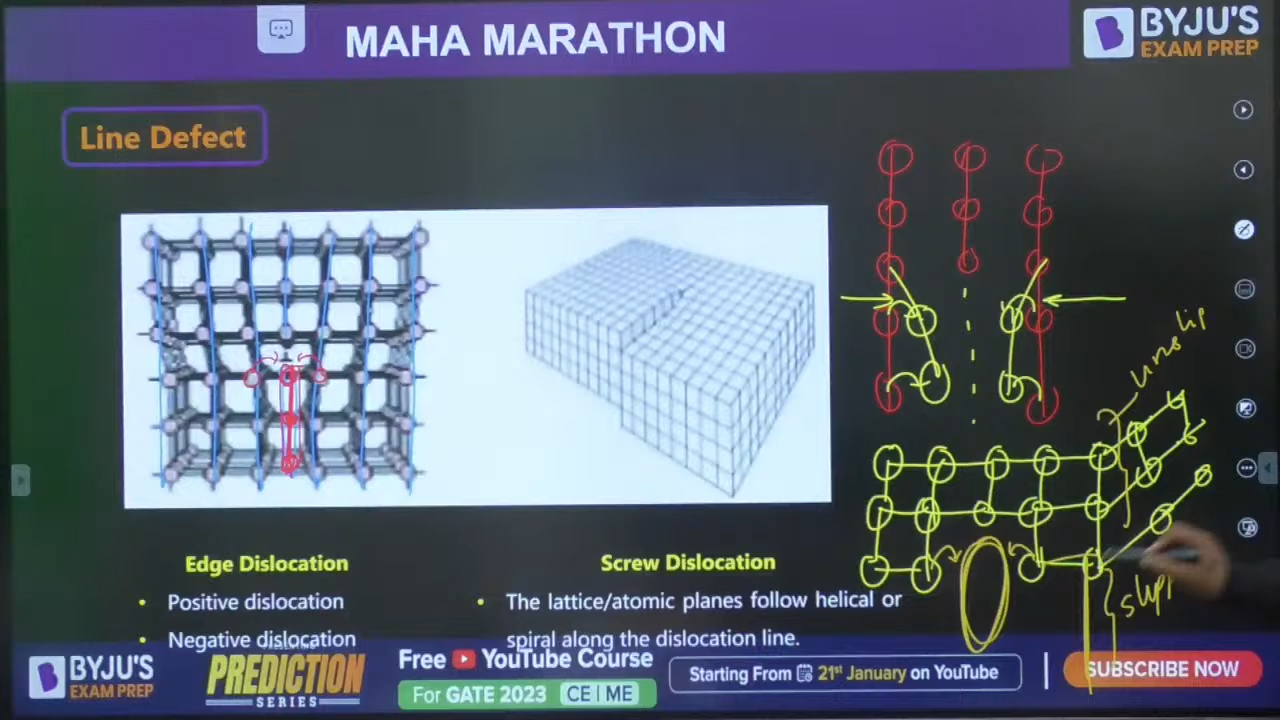 MAHA MARATHON
BYJU'S
EXAM PREP
Line Defect
unslip
slip
Edge Dislocation
• Positive dislocation
• Negative dislocation
Screw Dislocation
• The lattice/atomic planes follow helical or
spiral along the dislocation line.
BYJU'S
EXAM PREP
PREDICTION
SERIES
Free YouTube Course
For GATE 2023 CE | ME
Starting From 21st January on YouTube
SUBSCRIBE NOW